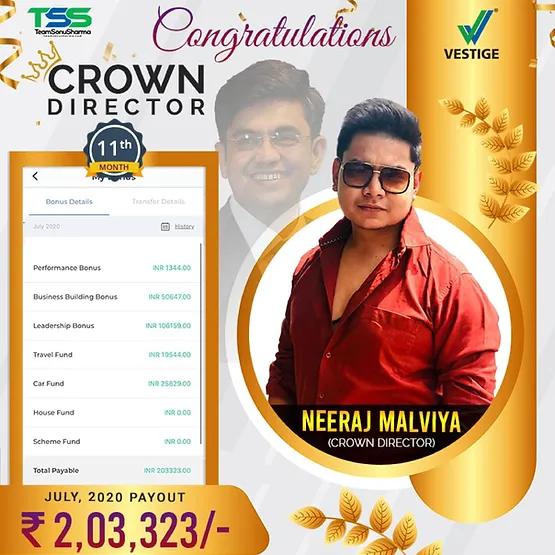 TSS
TeamSonuSharma
Congratulations
VESTIGE
CROWN
DIRECTOR
11th
MONTH
Bonus Details
Transfer Details
July 2020
History
Performance Bonus
INR 1344.00
Business Building Bonus
INR 50647.00
Leadership Bonus
INR 106159.00
Travel Fund
INR 19544.00
Car Fund
INR 25629.00
House Fund
INR 0.00
Scheme Fund
INR 0.00
Total Payable
INR 203323.00
NEERAJ MALVIYA
(CROWN DIRECTOR)
JULY, 2020 PAYOUT
₹ 2,03,323/-